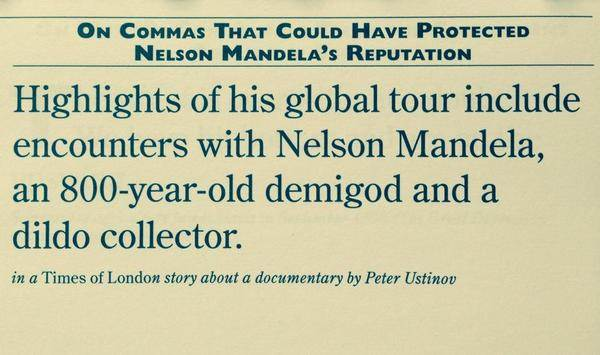 On Commas That Could Have Protected
Nelson Mandela's Reputation
Highlights of his global tour include
encounters with Nelson Mandela,
an 800-year-old demigod and a
dildo collector.
in a Times of London story about a documentary by Peter Ustinov